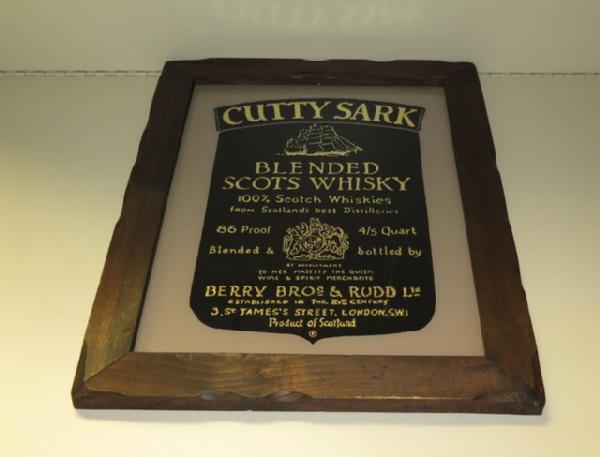 CUTTY SARK
BLENDED
SCOTS WHISKY
100% Scotch Whiskies
from Scotland's best Distilleries
86 Proof 4/5 Quart
Blended & bottled by
BY APPOINTMENT
TO HER MAJESTY THE QUEEN
WINE & SPIRIT MERCHANTS
BERRY BROS & RUDD Ltd
ESTABLISHED IN THE XVII CENTURY
3, St JAMES'S STREET, LONDON, S.W.1
Product of Scotland
®